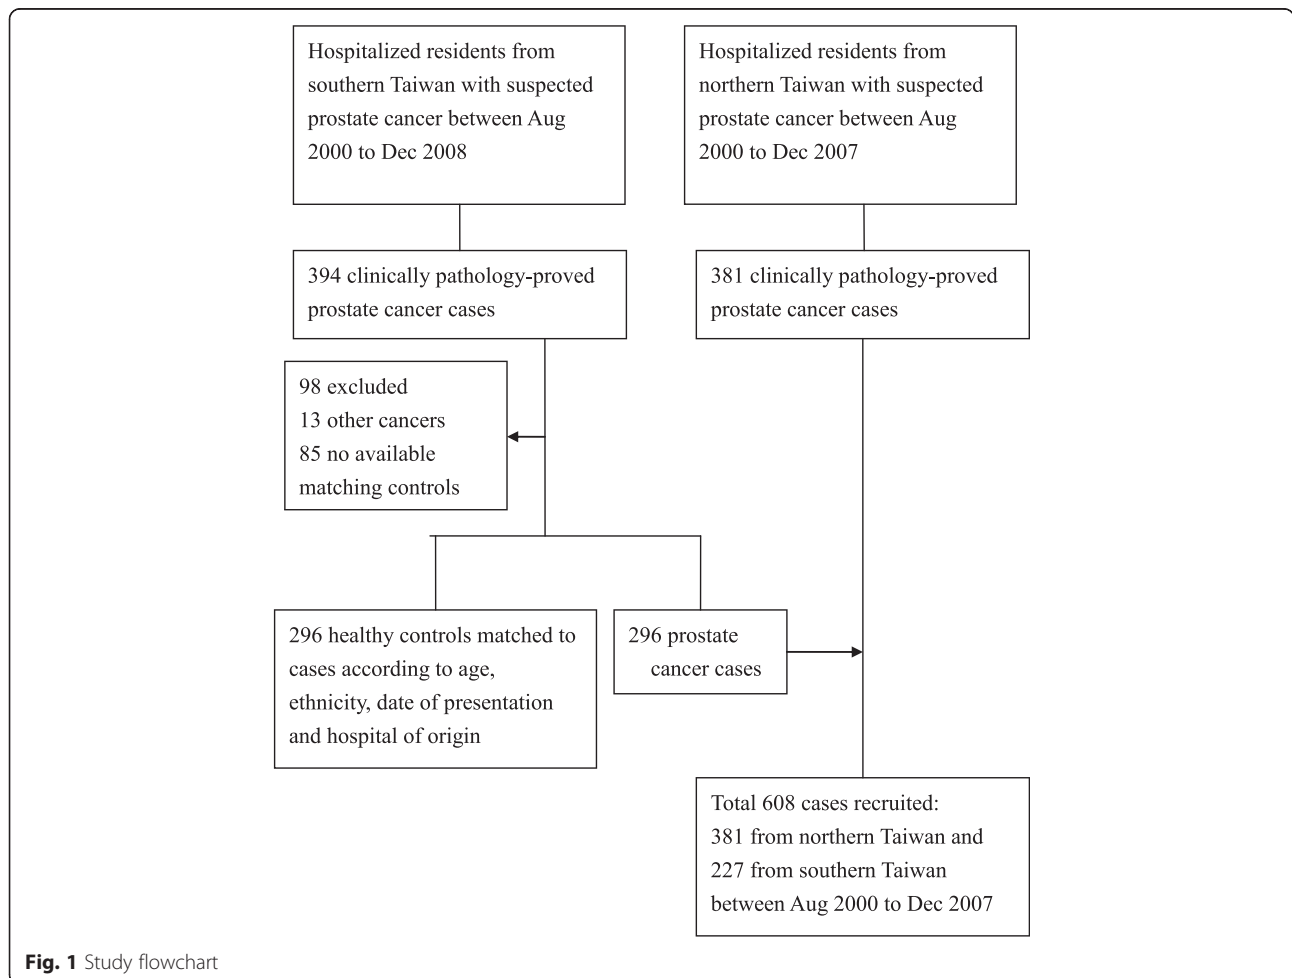 Hospitalized residents from
southern Taiwan with suspected
prostate cancer between Aug
2000 to Dec 2008
Hospitalized residents from
northern Taiwan with suspected
prostate cancer between Aug
2000 to Dec 2007
394 clinically pathology-proved
prostate cancer cases
381 clinically pathology-proved
prostate cancer cases
98 excluded
13 other cancers
85 no available
matching controls
296 healthy controls matched to
cases according to age,
ethnicity, date of presentation
and hospital of origin
296 prostate
cancer cases
Total 608 cases recruited:
381 from northern Taiwan and
227 from southern Taiwan
between Aug 2000 to Dec 2007
Fig. 1 Study flowchart